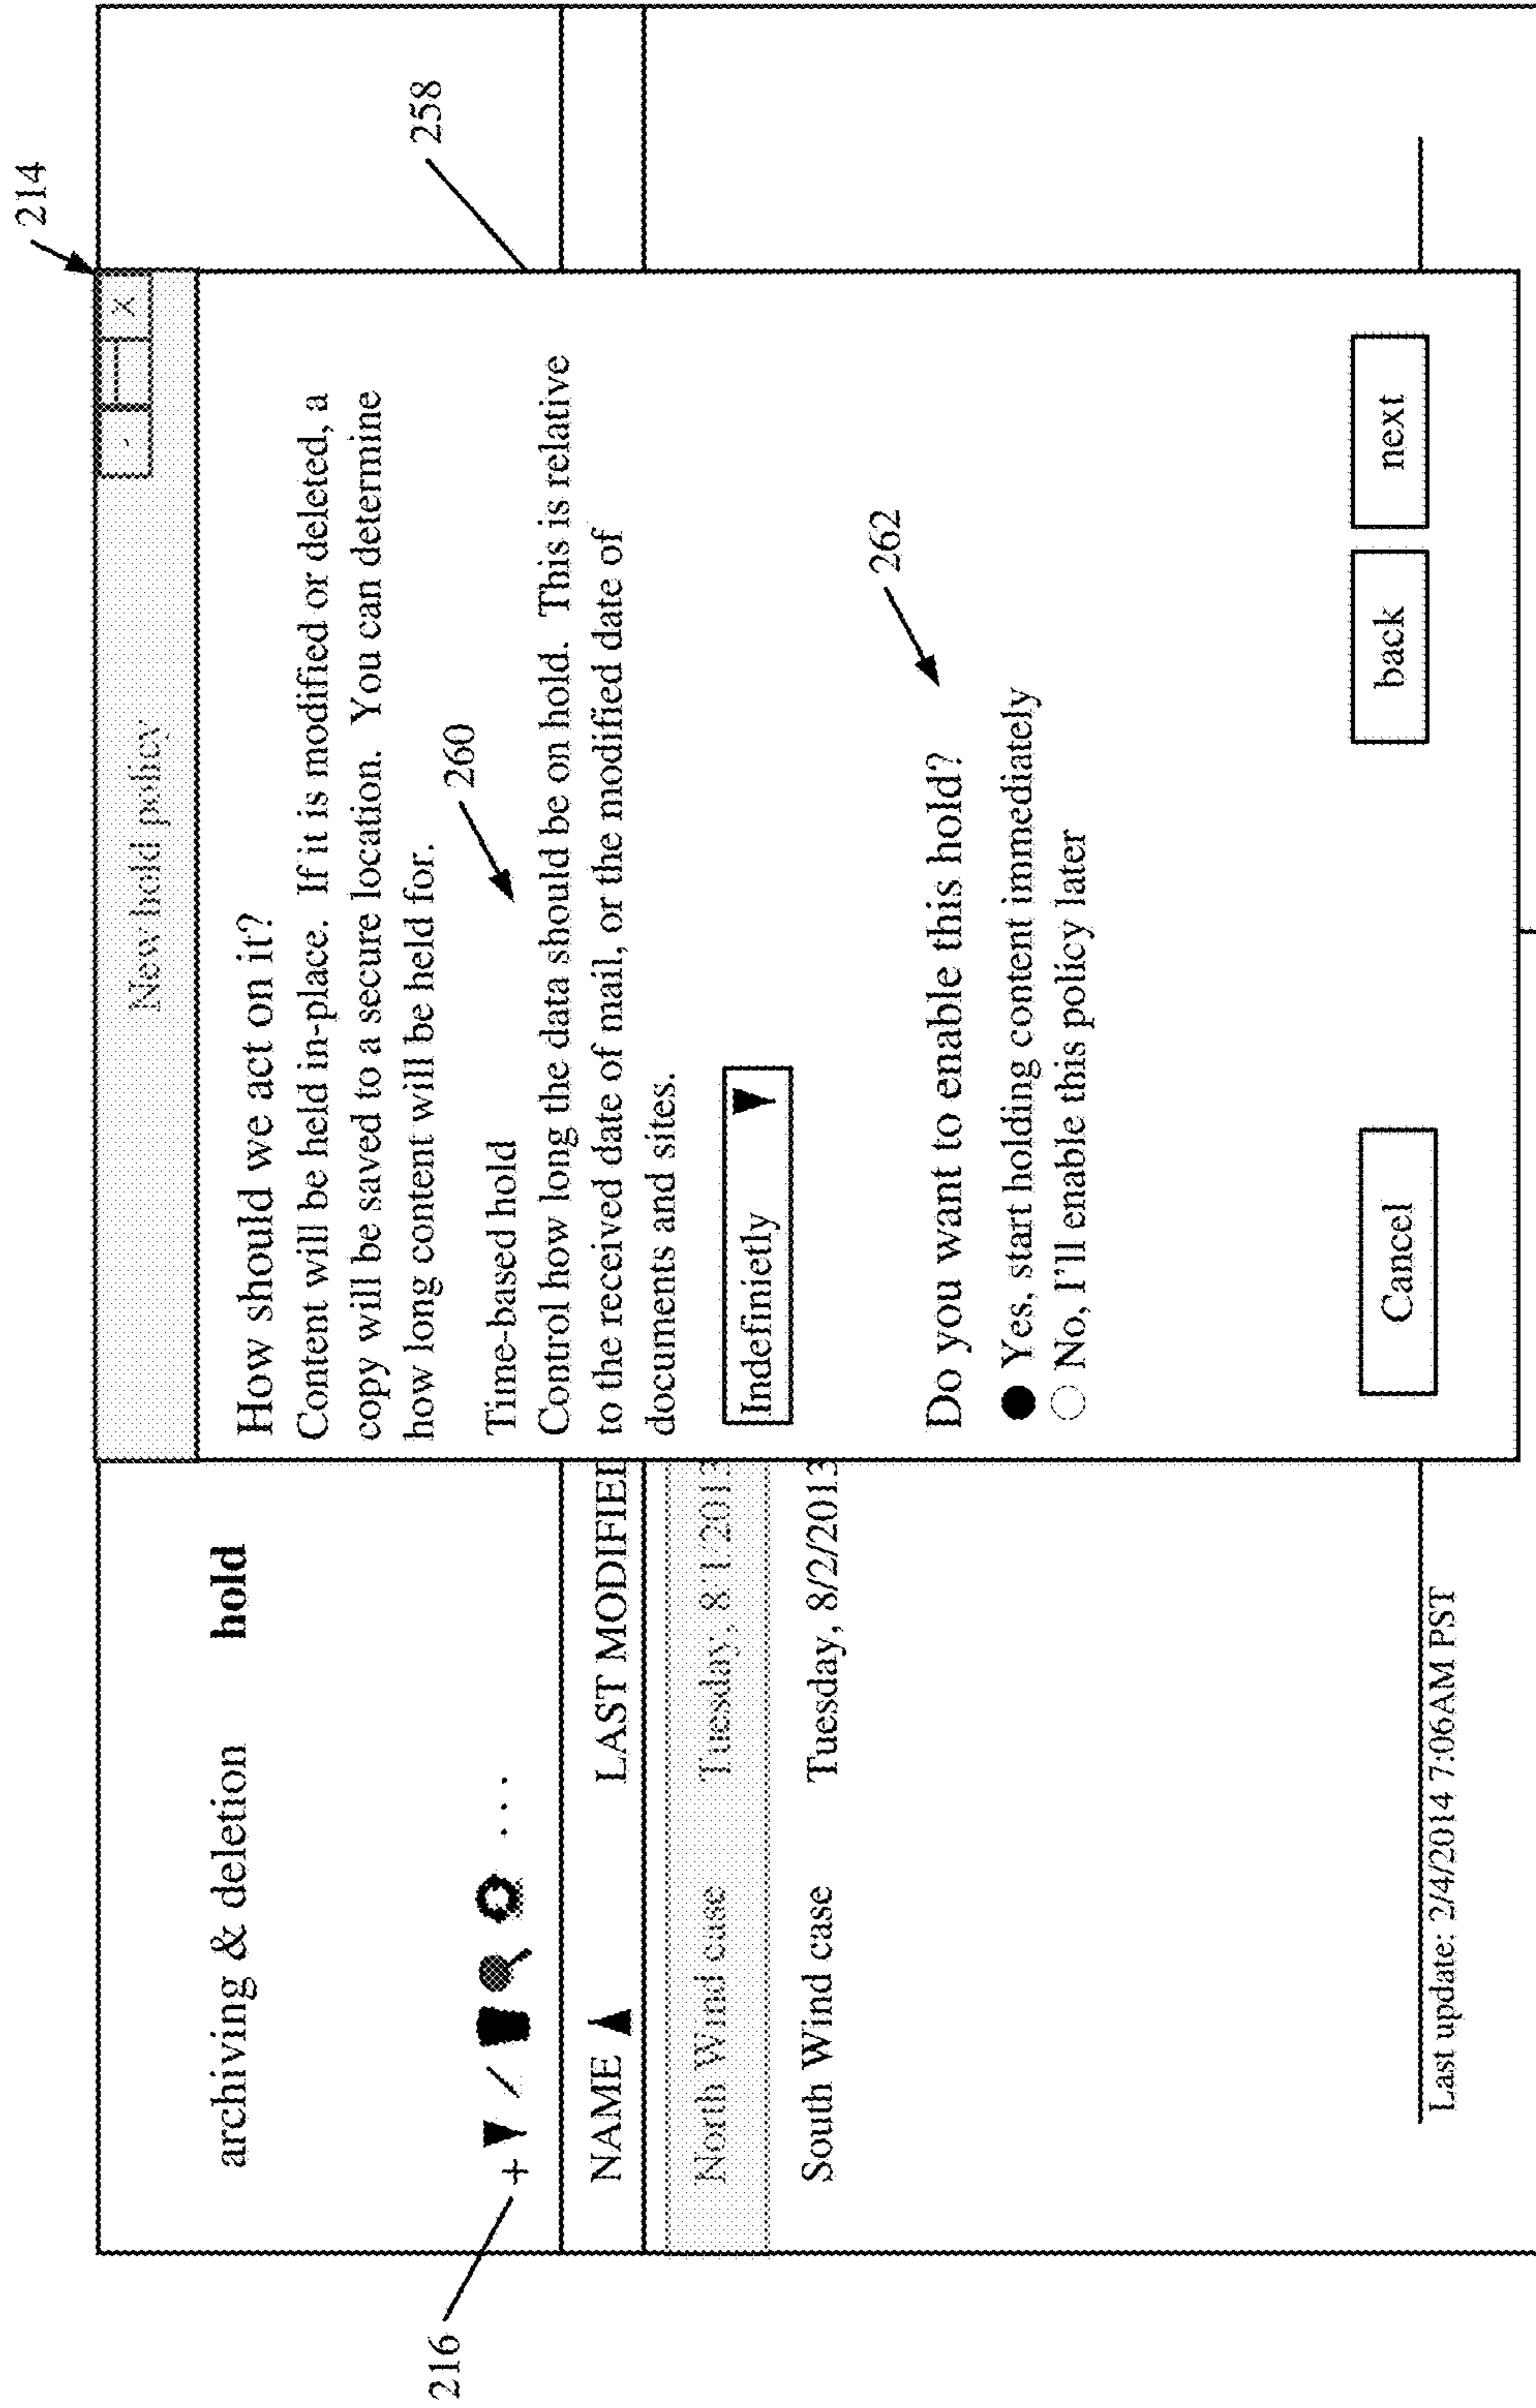 214
New hold policy
- X
archiving & deletion hold
How should we act on it?
Content will be held in-place. If it is modified or deleted, a
copy will be saved to a secure location. You can determine
how long content will be held for.
258
216
+ / . . .
260
Time-based hold
Control how long the data should be on hold. This is relative
to the received date of mail, or the modified date of
documents and sites.
NAME LAST MODIFIE
North Wind case Tuesday, 8/1/2013
South Wind case Tuesday, 8/2/2013
Indefinietly
262
Do you want to enable this hold?
Yes, start holding content immediately
No, I'll enable this policy later
Cancel back next
Last update: 2/4/2014 7:06AM PST